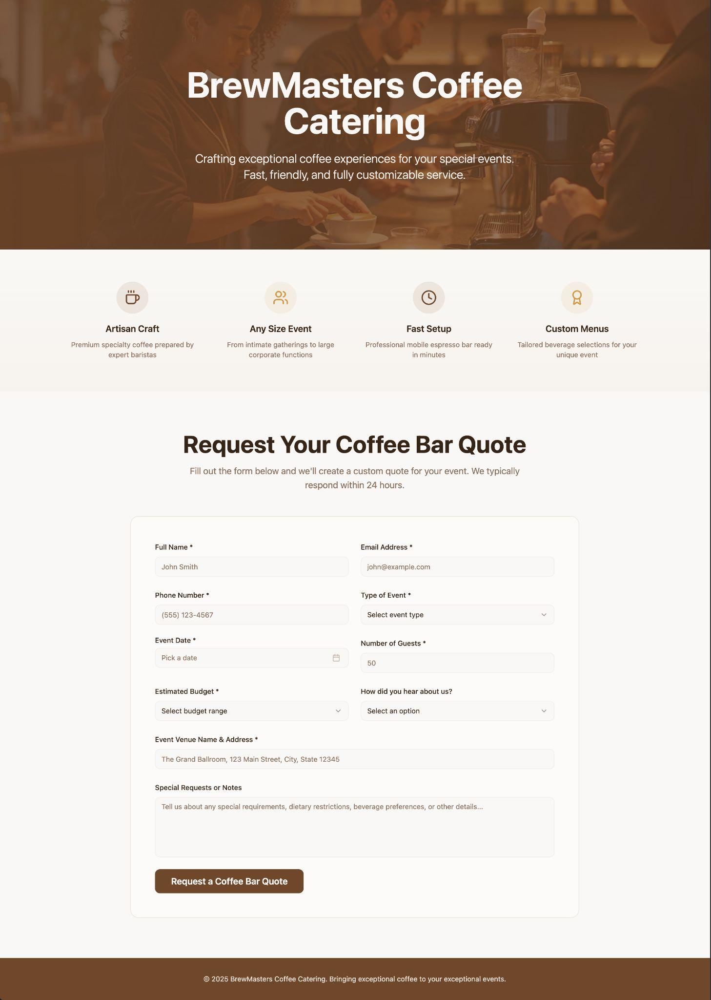 BrewMasters Coffee
Catering
Crafting exceptional coffee experiences for your special events.
Fast, friendly, and fully customizable service.
Artisan Craft
Premium specialty coffee prepared by
expert baristas
Any Size Event
From intimate gatherings to large
corporate functions
Fast Setup
Professional mobile espresso bar ready
in minutes
Custom Menus
Tailored beverage selections for your
unique event
Request Your Coffee Bar Quote
Fill out the form below and we'll create a custom quote for your event. We typically
respond within 24 hours.
Full Name *
John Smith
Email Address *
john@example.com
Phone Number *
(555) 123-4567
Type of Event *
Select event type
Event Date *
Pick a date
Number of Guests *
50
Estimated Budget *
Select budget range
How did you hear about us?
Select an option
Event Venue Name & Address *
The Grand Ballroom, 123 Main Street, City, State 12345
Special Requests or Notes
Tell us about any special requirements, dietary restrictions, beverage preferences, or other details...
Request a Coffee Bar Quote
© 2025 BrewMasters Coffee Catering. Bringing exceptional coffee to your exceptional events.